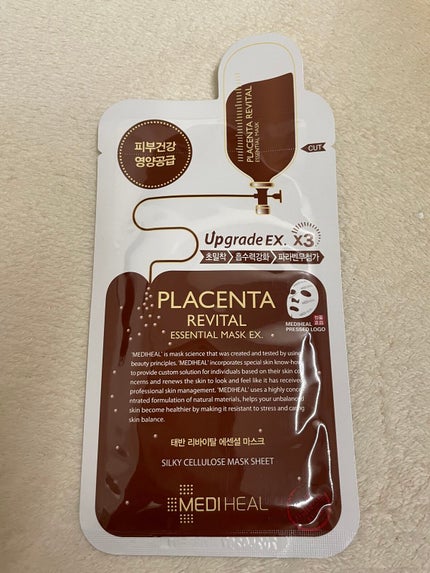 PLACENTA REVITAL
ESSENTIAL MASK
CUT
피부건강
영양공급
Upgrade EX. X3
초밀착 흡수력강화 파라벤무첨가
PLACENTA
REVITAL
ESSENTIAL MASK EX.
MEDIHEAL
PRESSED LOGO
'MEDIHEAL' is mask science that was created and tested by using
beauty principles. 'MEDIHEAL' incorporates special skin know-how
to provide custom solution for individuals based on their skin co
ncerns and renews the skin to look and feel like it has received
professional skin management. 'MEDIHEAL' uses a highly conce
ntrated formulation of natural materials, helps your unbalanced
skin become healthier by making it resistant to stress and caring
skin balance.
태반 리바이탈 에센셜 마스크
SILKY CELLULOSE MASK SHEET
MEDIHEAL